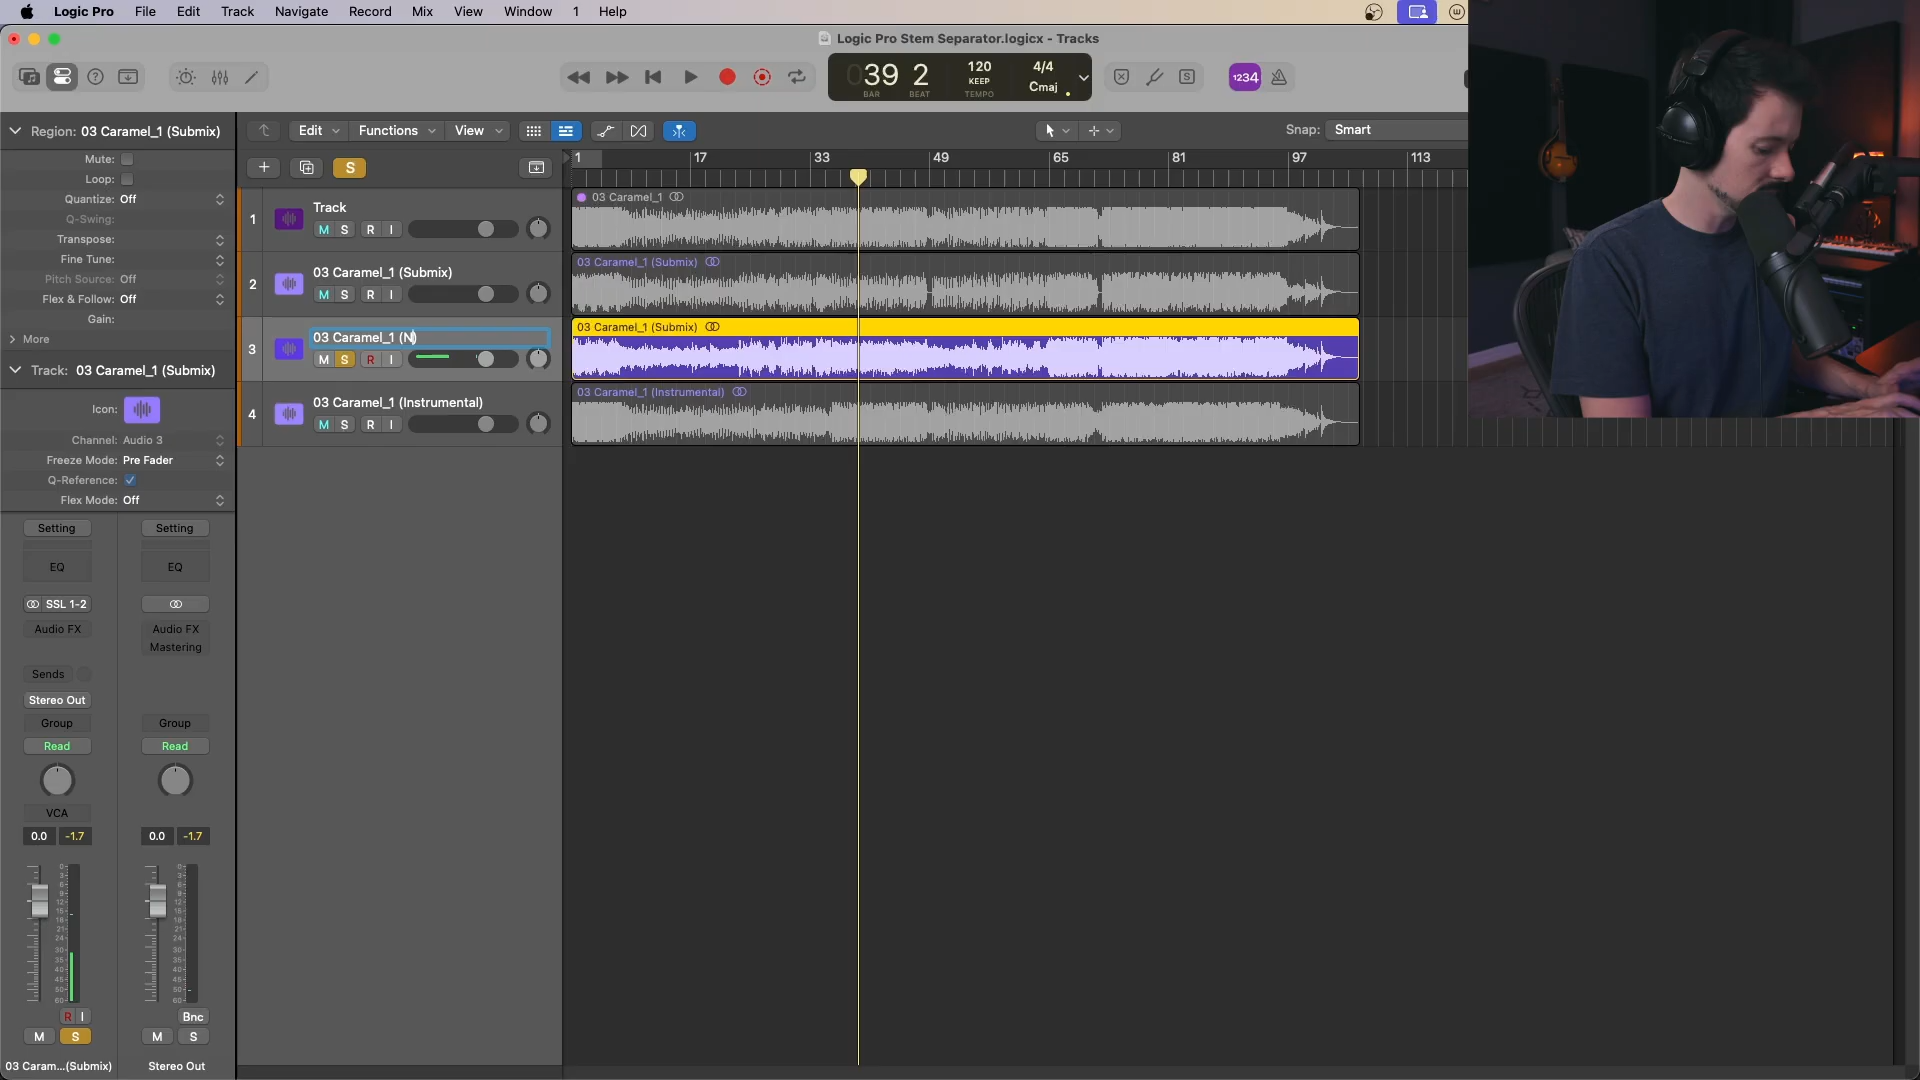 Logic Pro File Edit Track Navigate Record Mix View Window 1 Help
Logic Pro Stem Separator.logicx - Tracks
39 2 120 4/4
KEEP Cmaj
BAR BEAT TEMPO
1234
S
Region: 03 Caramel_1 (Submix)
Edit Functions View
Snap: Smart
Mute:
Loop:
Quantize: Off
Q-Swing:
Transpose:
Fine Tune:
Pitch Source: Off
Flex & Follow: Off
Gain:
More
Track: 03 Caramel_1 (Submix)
Icon:
Channel: Audio 3
Freeze Mode: Pre Fader
Q-Reference:
Flex Mode: Off
S
1 17 33 49 65 81 97 113
1 Track
M S R I
03 Caramel_1
2 03 Caramel_1 (Submix)
M S R I
03 Caramel_1 (Submix)
3 03 Caramel_1 (N)
M S R I
03 Caramel_1 (Submix)
4 03 Caramel_1 (Instrumental)
M S R I
03 Caramel_1 (Instrumental)
Setting Setting
EQ EQ
SSL 1-2
Audio FX Audio FX
Mastering
Sends
Stereo Out
Group Group
Read Read
VCA
0.0 -1.7 0.0 -1.7
R I Bnc
M S M S
03 Caram...(Submix) Stereo Out